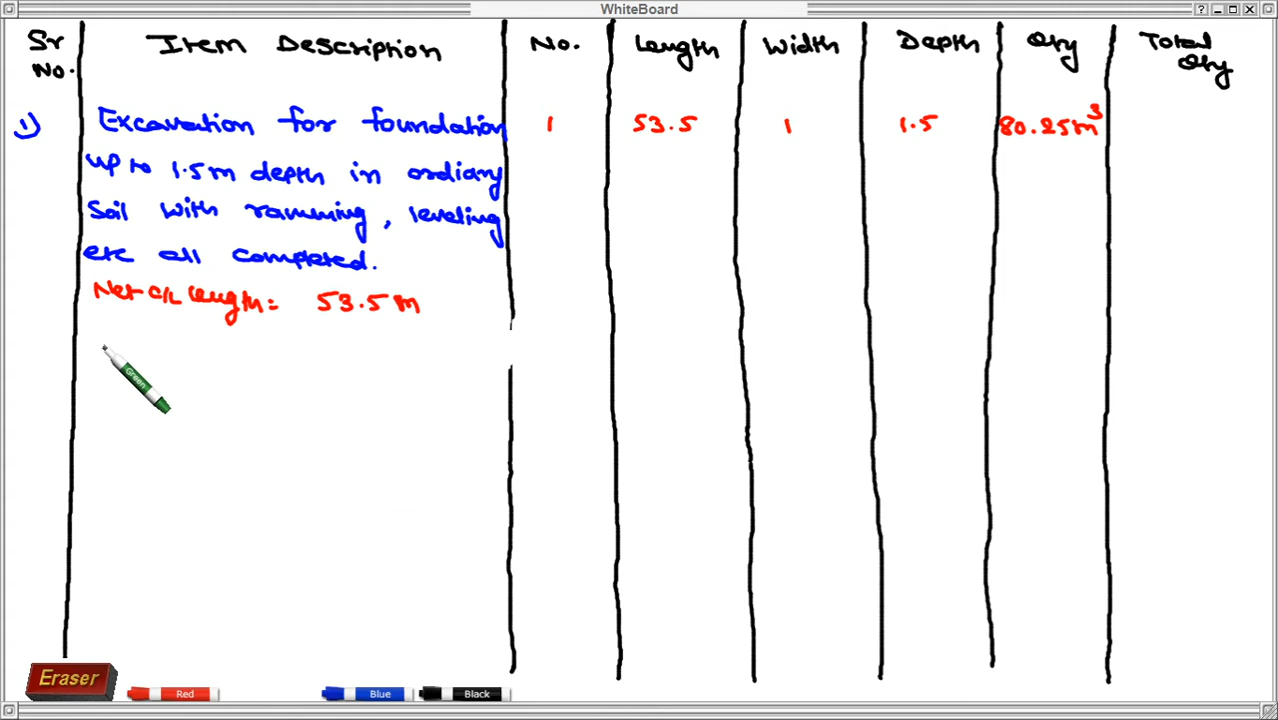 WhiteBoard
Sr No. Item Description No. Length Width Depth Qty Total Qty
1) Excavation for foundation 1 53.5 1 1.5 80.25m³
up to 1.5m depth in ordiany
Soil with ramming, leveling
etc all completed.
Net c/L length = 53.5 m
Green
Eraser Red Blue Black